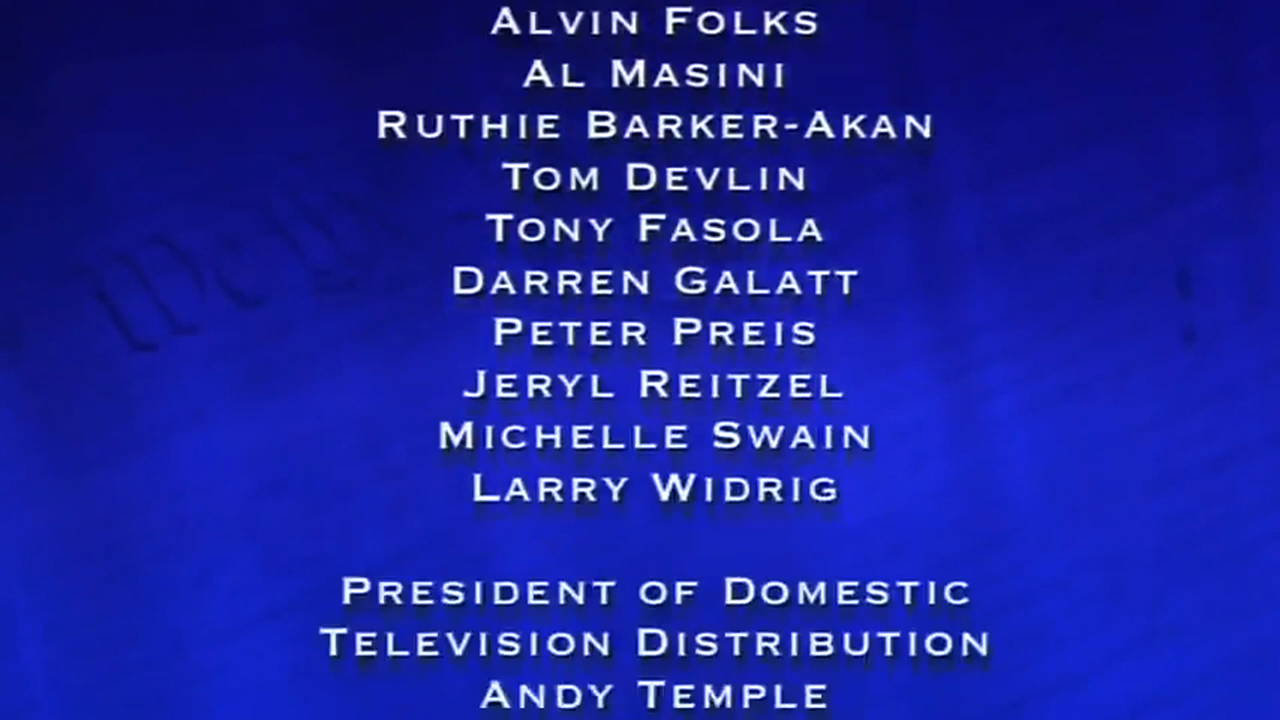 ALVIN FOLKS
AL MASINI
RUTHIE BARKER-AKAN
TOM DEVLIN
TONY FASOLA
DARREN GALATT
PETER PREIS
JERYL REITZEL
MICHELLE SWAIN
LARRY WIDRIG
PRESIDENT OF DOMESTIC
TELEVISION DISTRIBUTION
ANDY TEMPLE